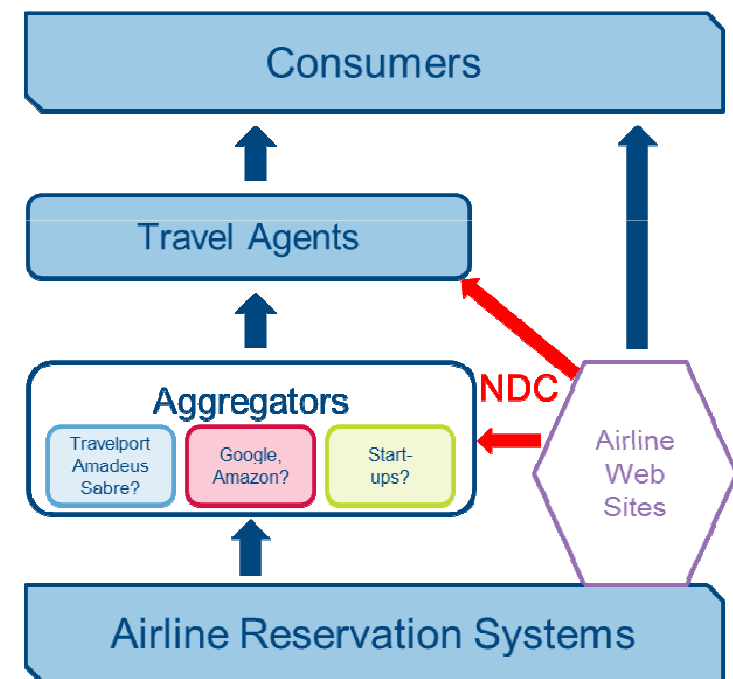 Consumers
Travel Agents
Aggregators
NDC
Travelport
Amadeus
Sabre?
Google,
Amazon?
Start-
ups?
Airline
Web
Sites
Airline Reservation Systems